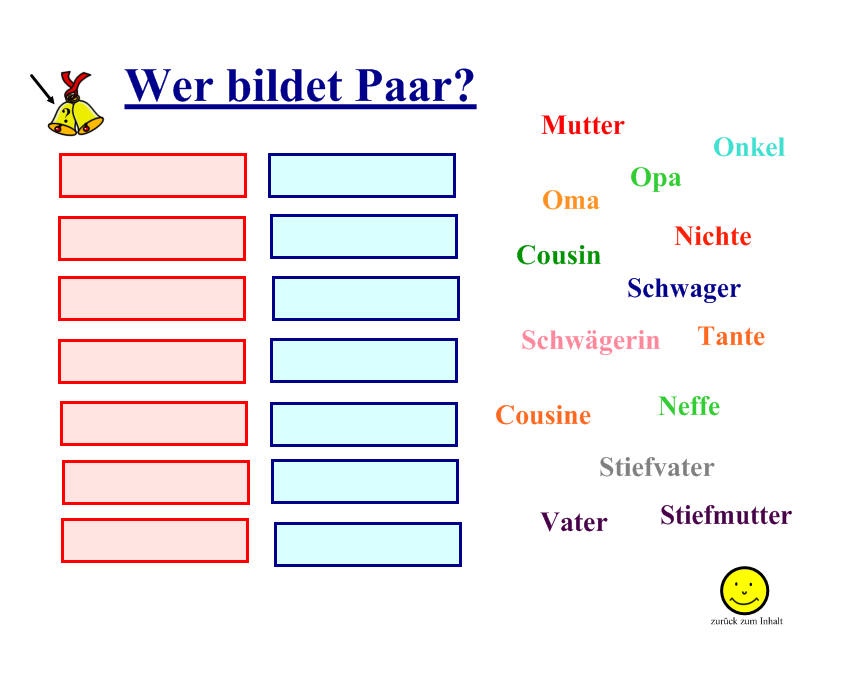 Wer bildet Paar?
?
Mutter
Onkel
Opa
Oma
Nichte
Cousin
Schwager
Schwägerin
Tante
Cousine
Neffe
Stiefvater
Vater
Stiefmutter
zurück zum Inhalt